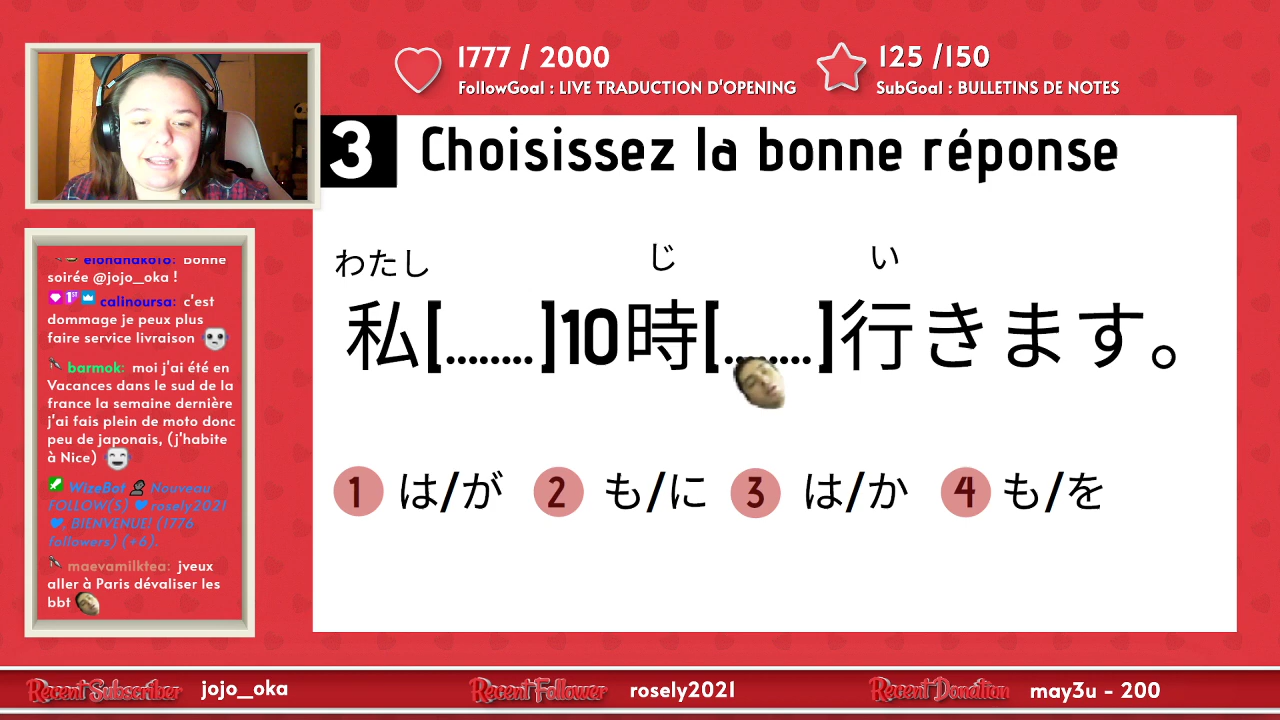 1777 / 2000
FollowGoal : LIVE TRADUCTION D'OPENING
125 /150
SubGoal : BULLETINS DE NOTES
3 Choisissez la bonne réponse
わたし じ い
私[........]10時[........]行きます。
1 は/が 2 も/に 3 は/か 4 も/を
elohanakoto: bonne
soirée @jojo_oka !
calinoursa: c'est
dommage je peux plus
faire service livraison
barmok: moi j'ai été en
Vacances dans le sud de la
france la semaine dernière
j'ai fais plein de moto donc
peu de japonais, (j'habite
à Nice)
WizeBot Nouveau
FOLLOW(S) rosely2021
, BIENVENUE! (1776
followers) (+6).
maevamilktea: jveux
aller à Paris dévaliser les
bbt
Recent Subscriber jojo_oka
Recent Follower rosely2021
Recent Donation may3u - 200